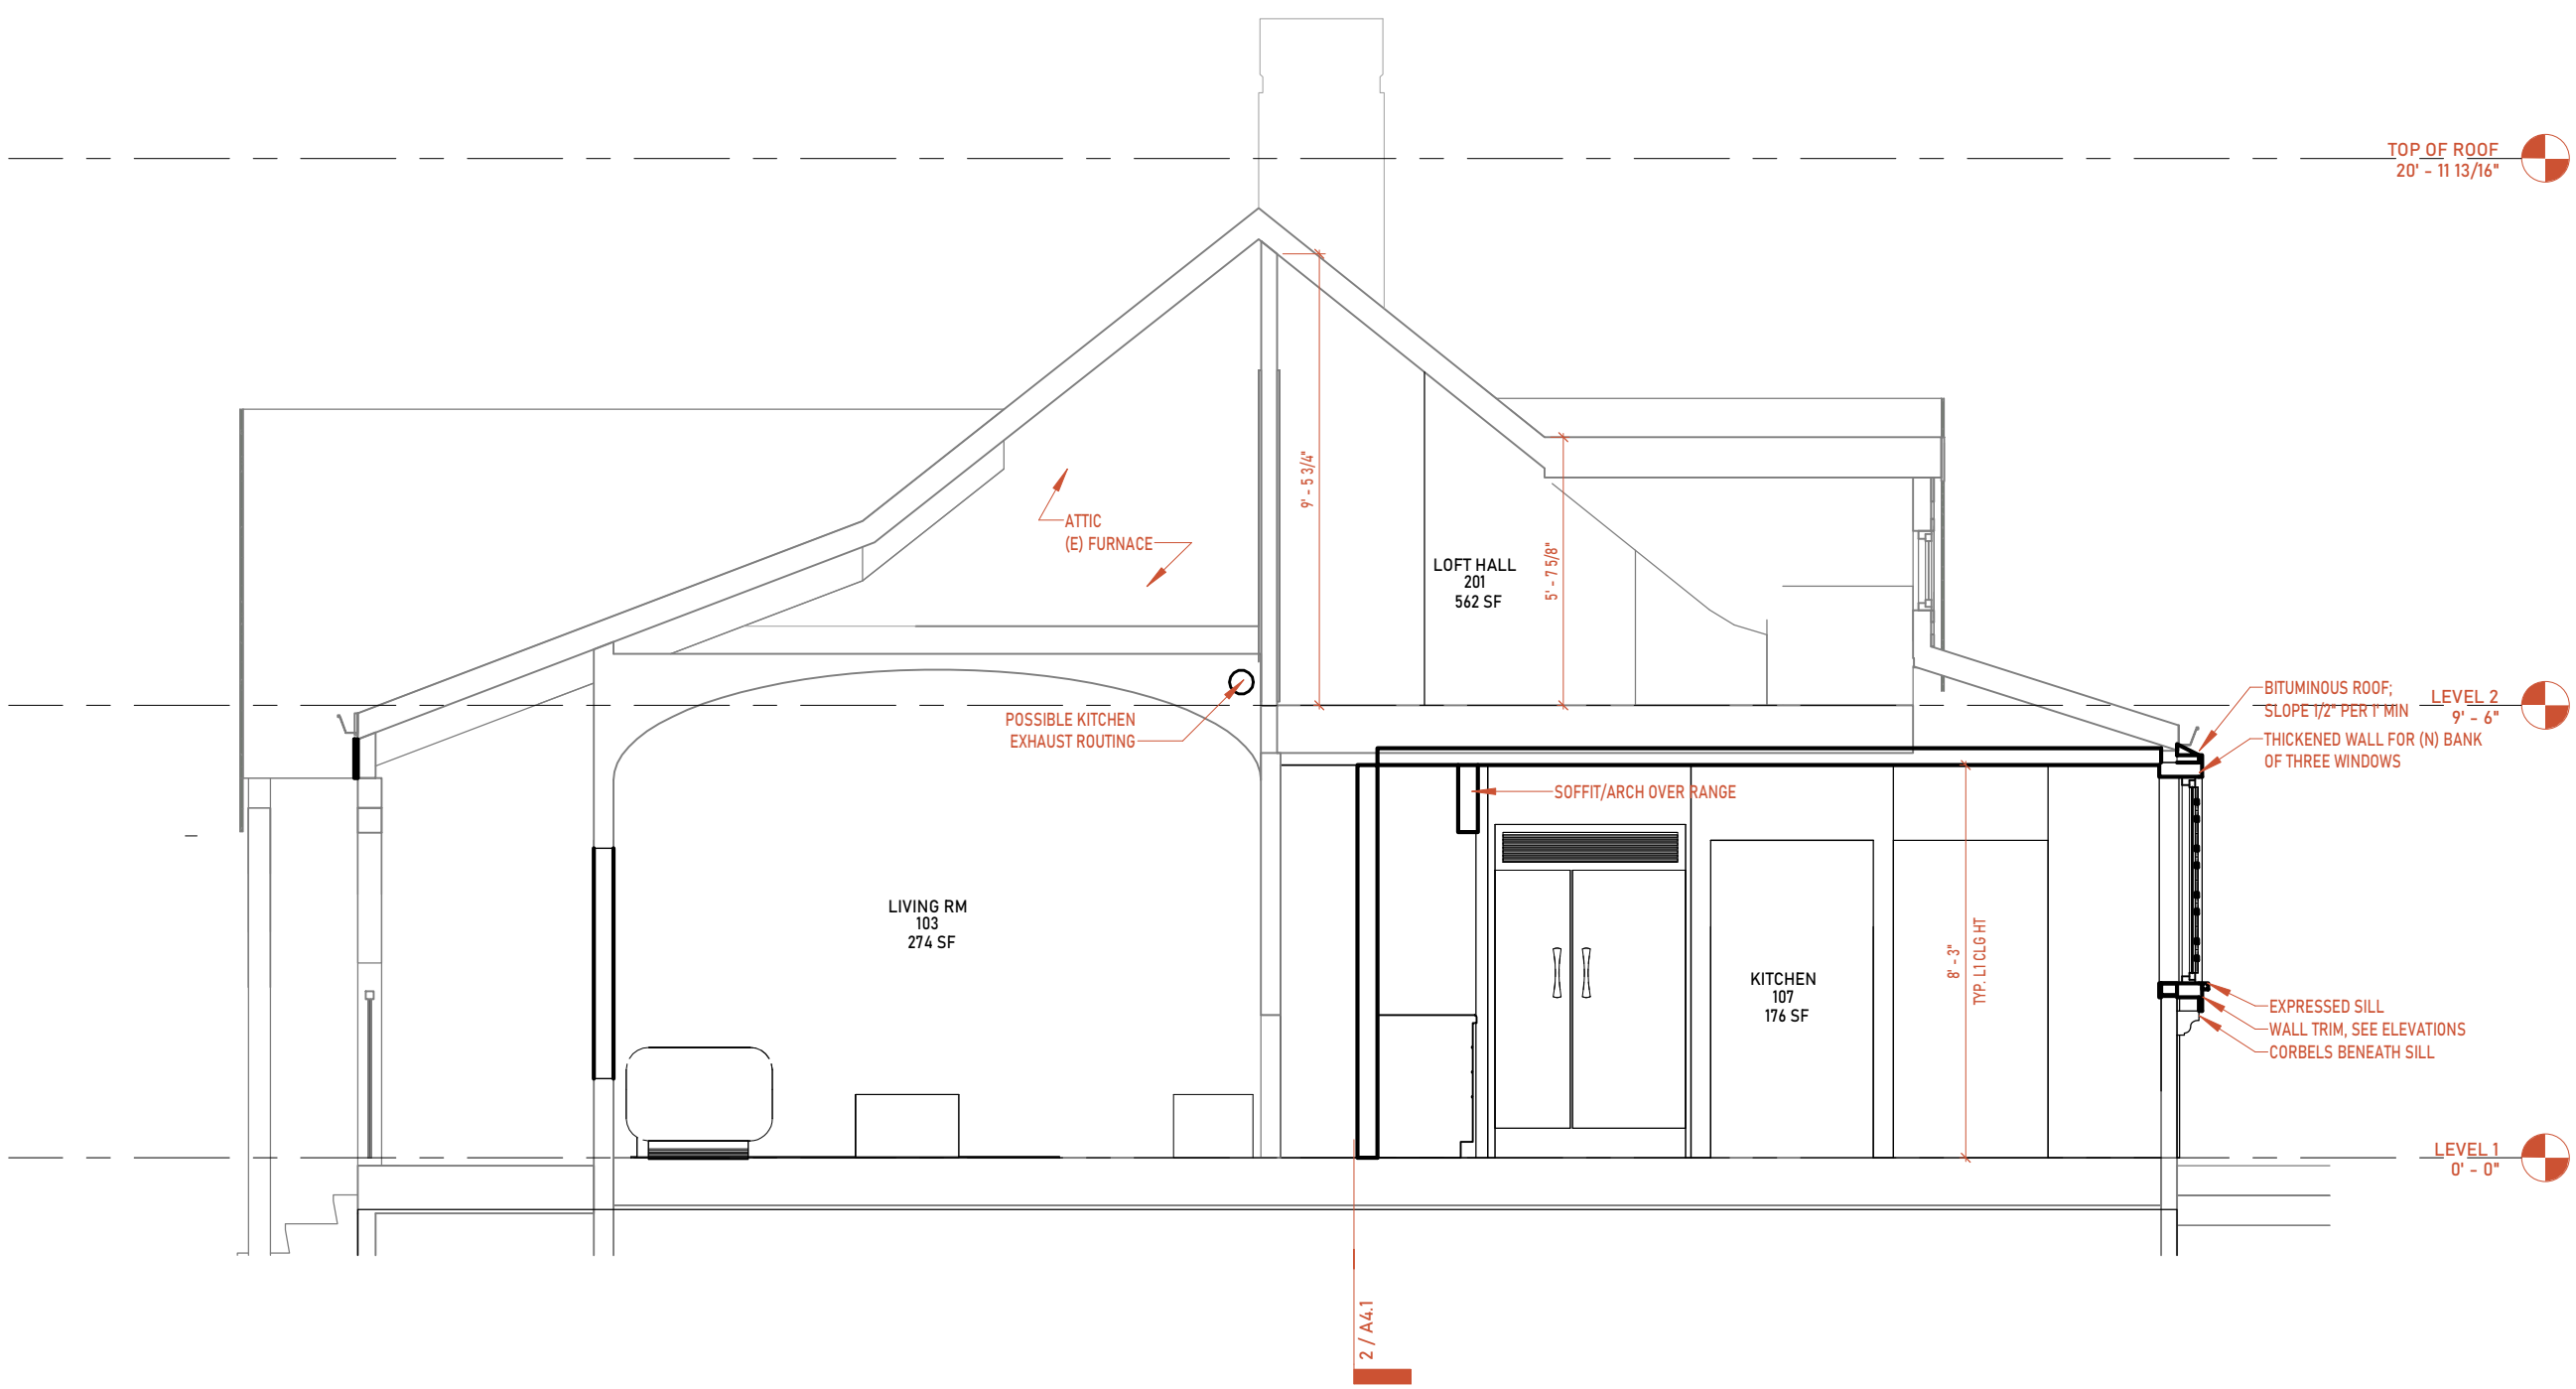 TOP OF ROOF
20' - 11 13/16"
9' - 5 3/4"
5' - 7 5/8"
ATTIC
(E) FURNACE
LOFT HALL
201
562 SF
POSSIBLE KITCHEN
EXHAUST ROUTING
BITUMINOUS ROOF;
SLOPE 1/2" PER 1' MIN
LEVEL 2
9' - 6"
THICKENED WALL FOR (N) BANK
OF THREE WINDOWS
SOFFIT/ARCH OVER RANGE
LIVING RM
103
274 SF
KITCHEN
107
176 SF
8' - 3"
TYP. L1 CLG HT
EXPRESSED SILL
WALL TRIM, SEE ELEVATIONS
CORBELS BENEATH SILL
LEVEL 1
0' - 0"
2 / A4.1